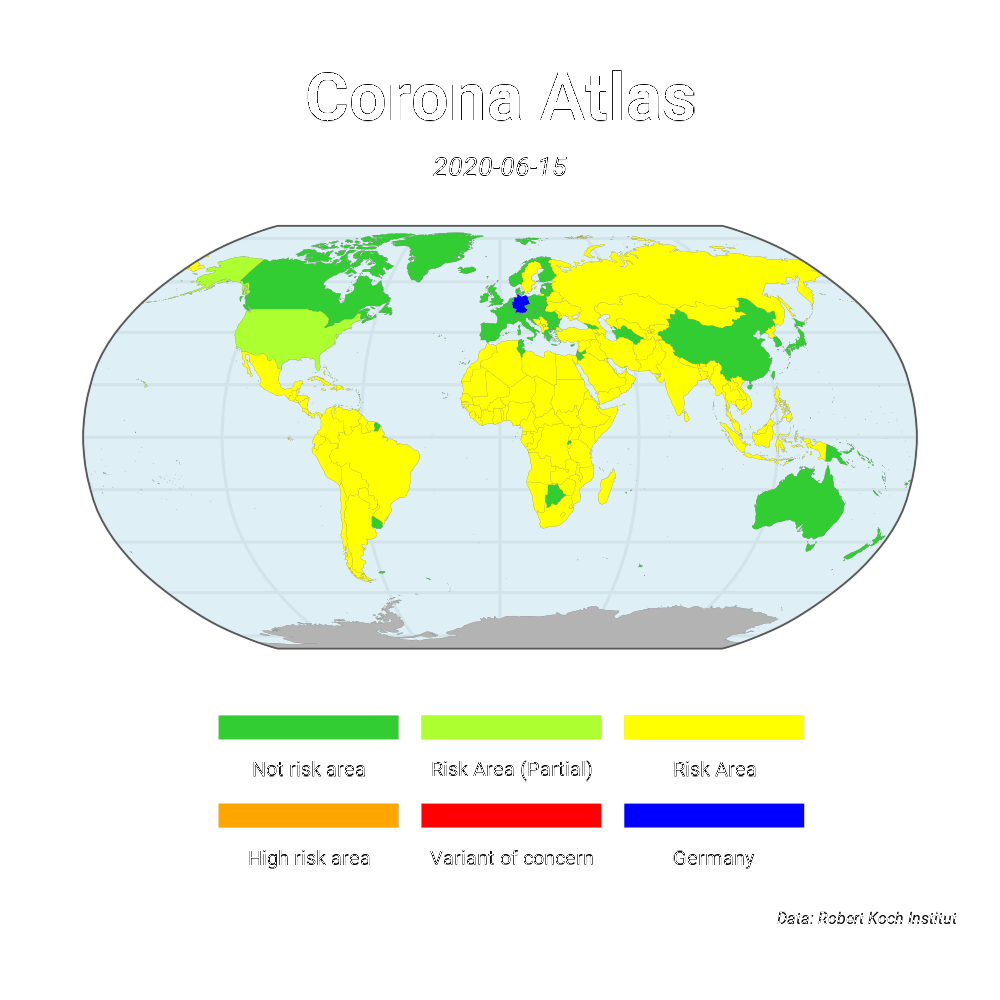 Corona Atlas
2020-06-15
Not risk area
Risk Area (Partial)
Risk Area
High risk area
Variant of concern
Germany
Data: Robert Koch Institut